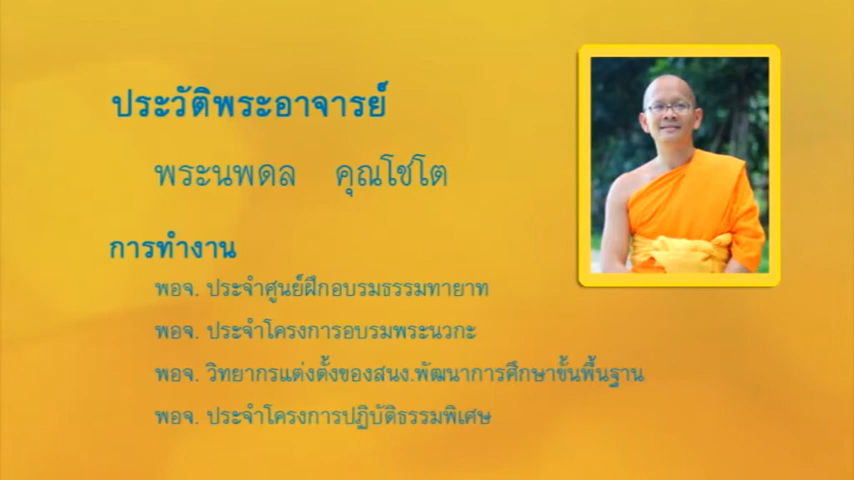 ประวัติพระอาจารย์
พระนพดล คุณโชโต
การทำงาน
พอจ. ประจำศูนย์ฝึกอบรมธรรมทายาท
พอจ. ประจำโครงการอบรมพระนวกะ
พอจ. วิทยากรแต่งตั้งของสนง.พัฒนาการศึกษาขั้นพื้นฐาน
พอจ. ประจำโครงการปฏิบัติธรรมพิเศษ